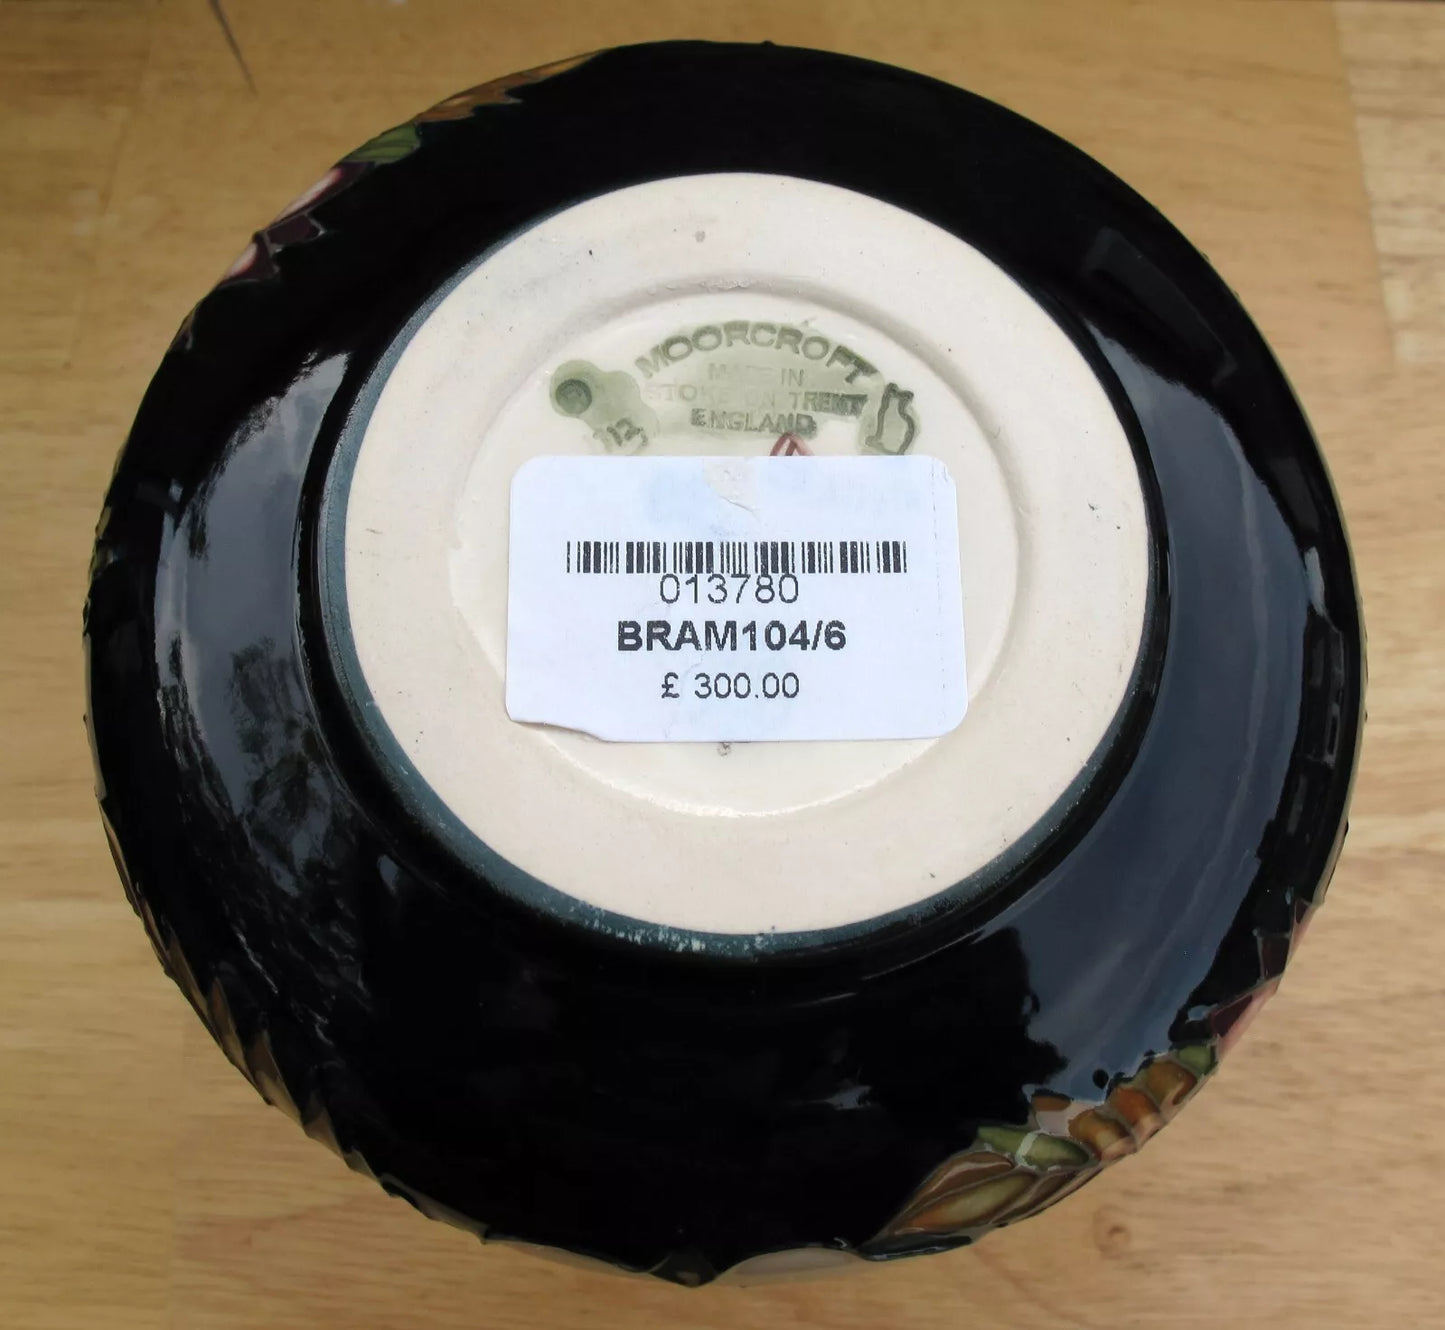 MOORCROFT
MADE IN
STOKE ON TRENT
ENGLAND
013780
BRAM104/6
£ 300.00